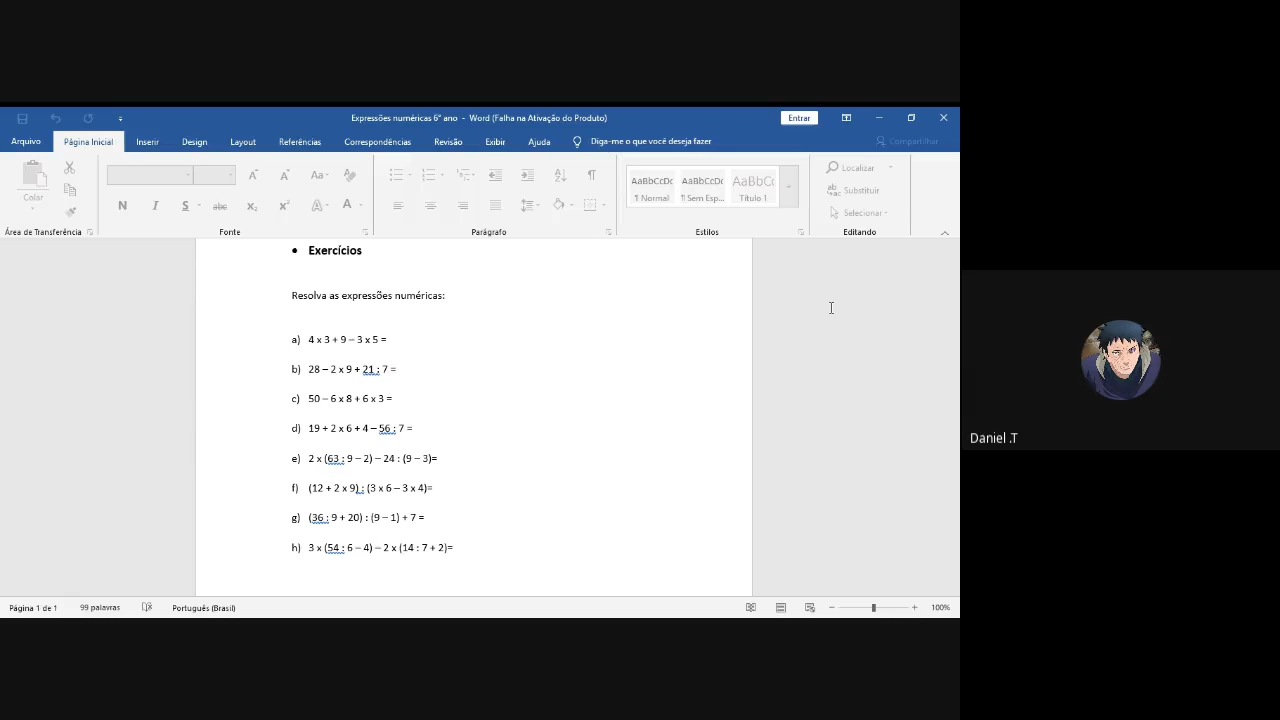 Expressões numéricas 6º ano - Word (Falha na Ativação do Produto)
Entrar
Arquivo Página Inicial Inserir Design Layout Referências Correspondências Revisão Exibir Ajuda Diga-me o que você deseja fazer Compartilhar
Colar
Área de Transferência
N I S abc x₂ x² A A
Aa
Fonte
Parágrafo
AaBbCcDc AaBbCcDc AaBbCc
¶ Normal ¶ Sem Esp... Título 1
Estilos
Localizar
Substituir
Selecionar
Editando
• Exercícios
Resolva as expressões numéricas:
a) 4 x 3 + 9 – 3 x 5 =
b) 28 – 2 x 9 + 21 : 7 =
c) 50 – 6 x 8 + 6 x 3 =
d) 19 + 2 x 6 + 4 – 56 : 7 =
e) 2 x (63 : 9 – 2) – 24 : (9 – 3)=
f) (12 + 2 x 9) : (3 x 6 – 3 x 4)=
g) (36 : 9 + 20) : (9 – 1) + 7 =
h) 3 x (54 : 6 – 4) – 2 x (14 : 7 + 2)=
Página 1 de 1 99 palavras Português (Brasil) 100%
Daniel .T